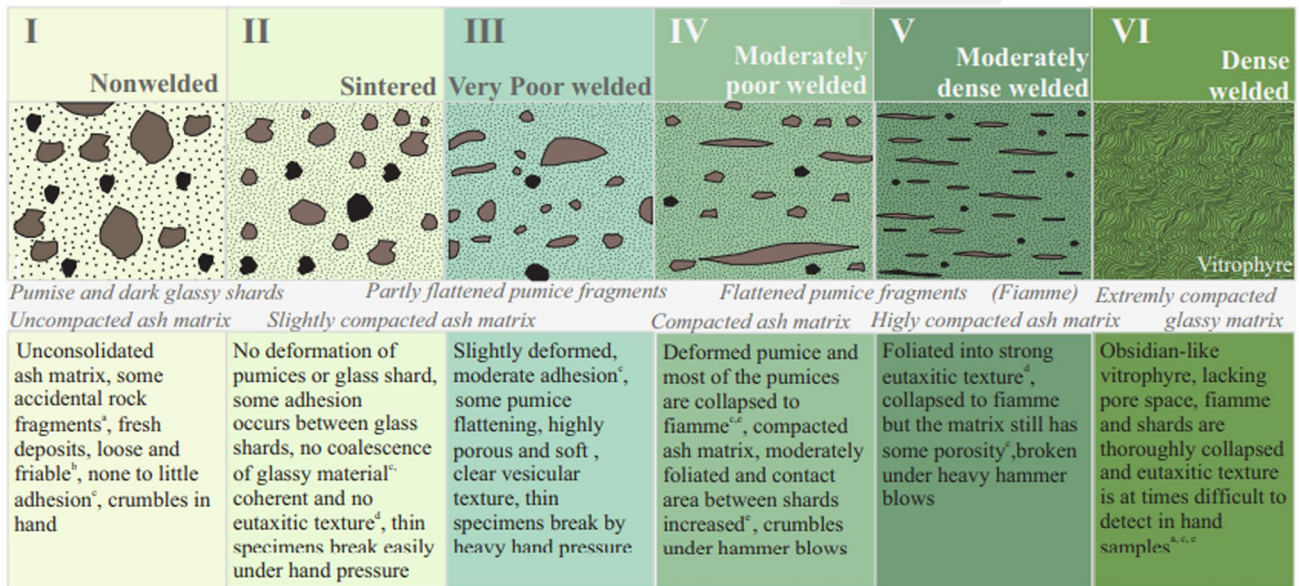 I
Nonwelded
II
Sintered
III
Very Poor welded
IV
Moderately
poor welded
V
Moderately
dense welded
VI
Dense
welded
Vitrophyre
Pumise and dark glassy shards
Partly flattened pumice fragments
Flattened pumice fragments (Fiamme)
Extremly compacted
glassy matrix
Uncompacted ash matrix
Slightly compacted ash matrix
Compacted ash matrix
Higly compacted ash matrix
Unconsolidated
ash matrix, some
accidental rock
fragmentsᵃ, fresh
deposits, loose and
friableᵇ, none to little
adhesionᶜ, crumbles in
hand
No deformation of
pumices or glass shard,
some adhesion
occurs between glass
shards, no coalescence
of glassy materialᶜ,
coherent and no
eutaxitic textureᵈ, thin
specimens break easily
under hand pressure
Slightly deformed,
moderate adhesionᶜ,
some pumice
flattening, highly
porous and soft ,
clear vesicular
texture, thin
specimens break by
heavy hand pressure
Deformed pumice and
most of the pumices
are collapsed to
fiammeᶜ,ᵉ, compacted
ash matrix, moderately
foliated and contact
area between shards
increasedᵉ, crumbles
under hammer blows
Foliated into strong
eutaxitic textureᵈ,
collapsed to fiamme
but the matrix still has
some porosityᶜ,broken
under heavy hammer
blows
Obsidian-like
vitrophyre, lacking
pore space, fiamme
and shards are
thoroughly collapsed
and eutaxitic texture
is at times difficult to
detect in hand
samplesᵃ, ᶜ, ᵉ